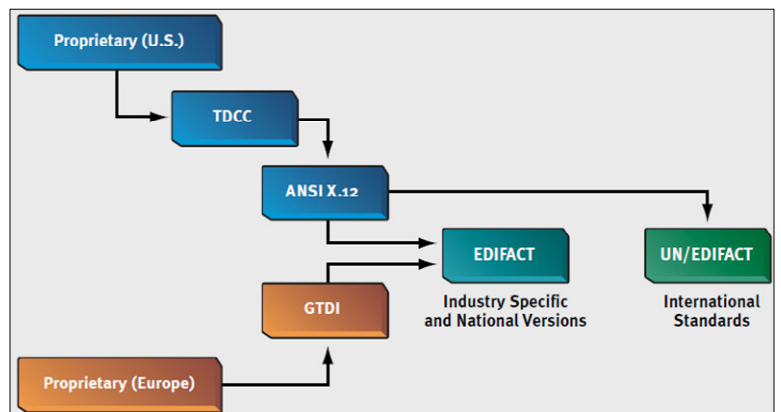 Proprietary (U.S.)
TDCC
ANSI X.12
EDIFACT
UN/EDIFACT
Industry Specific
and National Versions
International
Standards
GTDI
Proprietary (Europe)